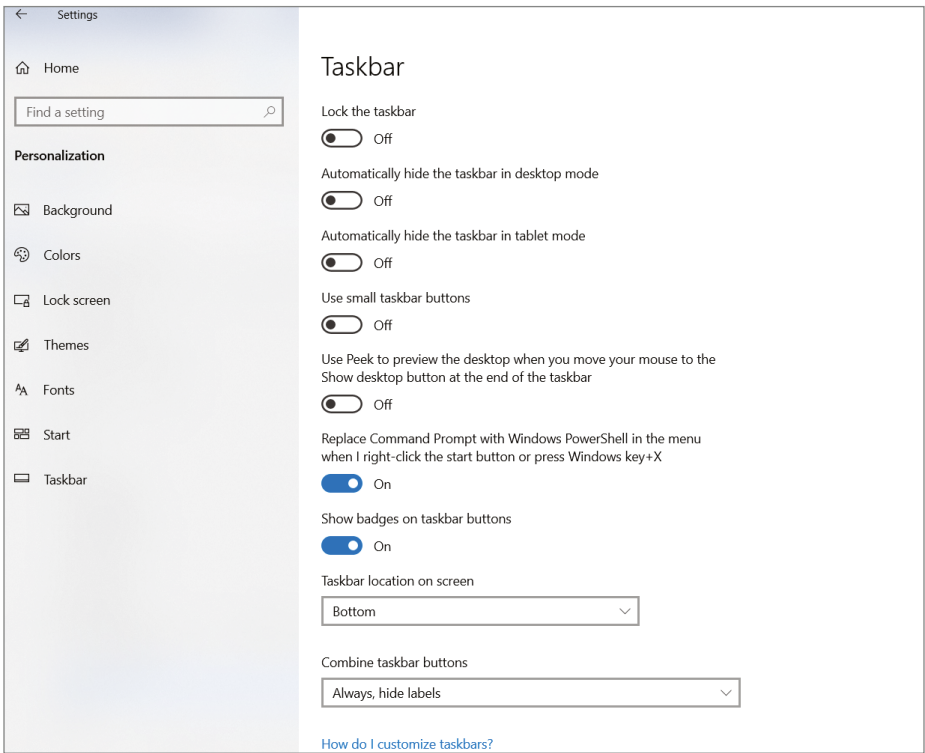 Settings
Home
Find a setting
Personalization
Background
Colors
Lock screen
Themes
Fonts
Start
Taskbar
Taskbar
Lock the taskbar
Off
Automatically hide the taskbar in desktop mode
Off
Automatically hide the taskbar in tablet mode
Off
Use small taskbar buttons
Off
Use Peek to preview the desktop when you move your mouse to the
Show desktop button at the end of the taskbar
Off
Replace Command Prompt with Windows PowerShell in the menu
when I right-click the start button or press Windows key+X
On
Show badges on taskbar buttons
On
Taskbar location on screen
Bottom
Combine taskbar buttons
Always, hide labels
How do I customize taskbars?